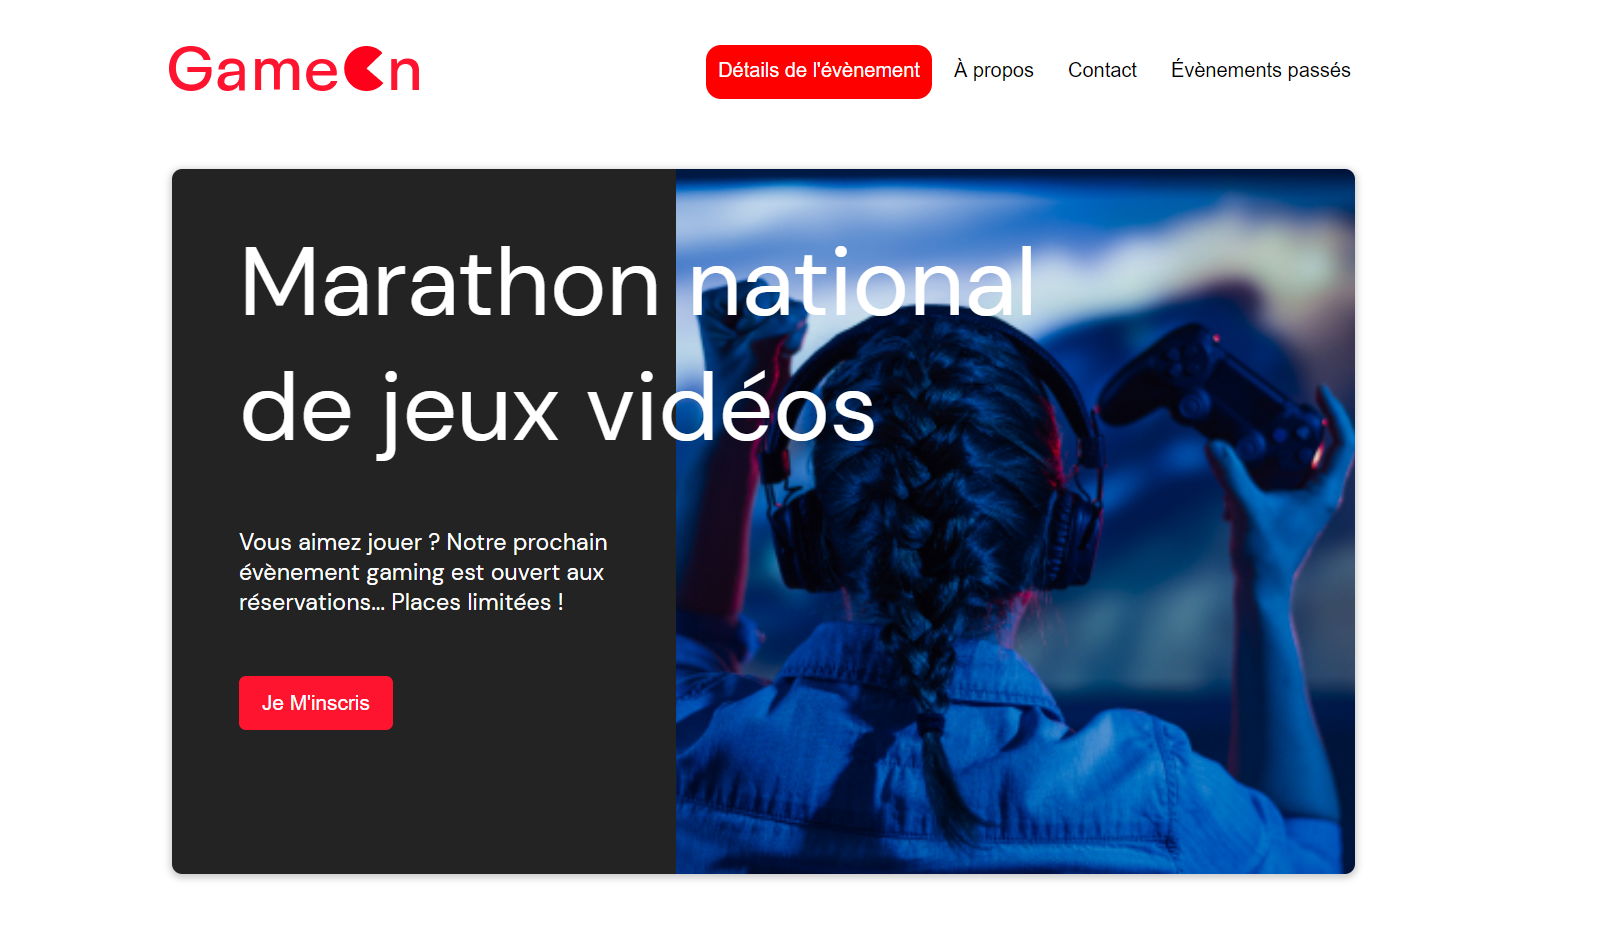 GameOn
Détails de l'évènement
À propos
Contact
Évènements passés
Marathon national
de jeux vidéos
Vous aimez jouer ? Notre prochain
évènement gaming est ouvert aux
réservations... Places limitées !
Je M'inscris